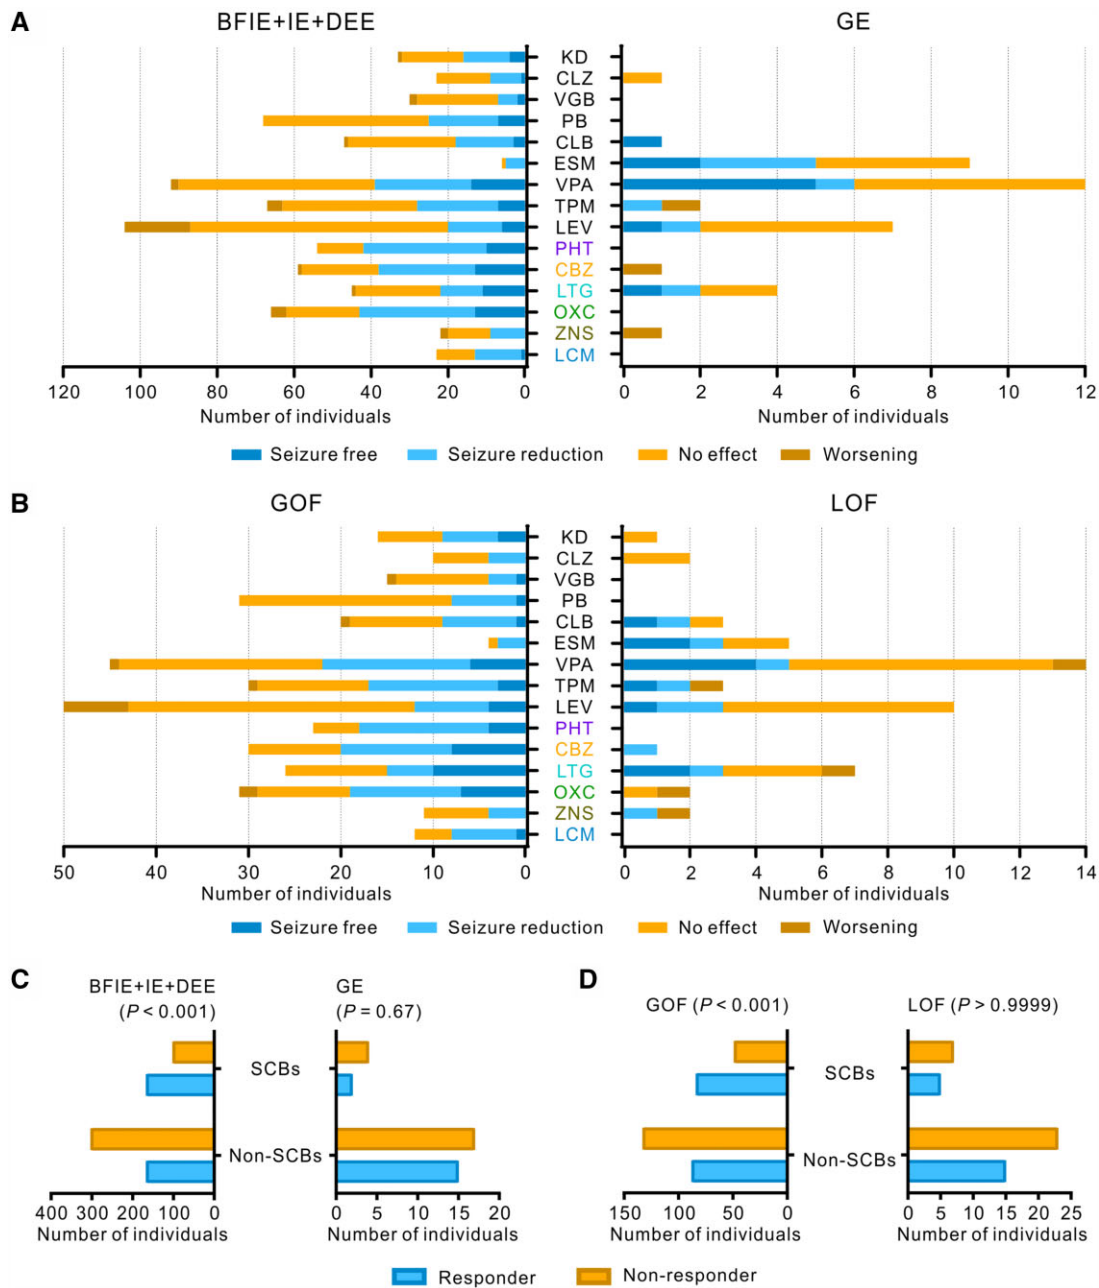 A
BFIE+IE+DEE
GE
KD
CLZ
VGB
PB
CLB
ESM
VPA
TPM
LEV
PHT
CBZ
LTG
OXC
ZNS
LCM
120 100 80 60 40 20 0
0 2 4 6 8 10 12
Number of individuals
Number of individuals
Seizure free Seizure reduction No effect Worsening
B
GOF
LOF
KD
CLZ
VGB
PB
CLB
ESM
VPA
TPM
LEV
PHT
CBZ
LTG
OXC
ZNS
LCM
50 40 30 20 10 0
0 2 4 6 8 10 12 14
Number of individuals
Number of individuals
Seizure free Seizure reduction No effect Worsening
C
BFIE+IE+DEE
(P < 0.001)
GE
(P = 0.67)
SCBs
Non-SCBs
400 300 200 100 0
0 5 10 15 20
Number of individuals
Number of individuals
D
GOF (P < 0.001)
LOF (P > 0.9999)
SCBs
Non-SCBs
150 100 50 0
0 5 10 15 20 25
Number of individuals
Number of individuals
Responder Non-responder